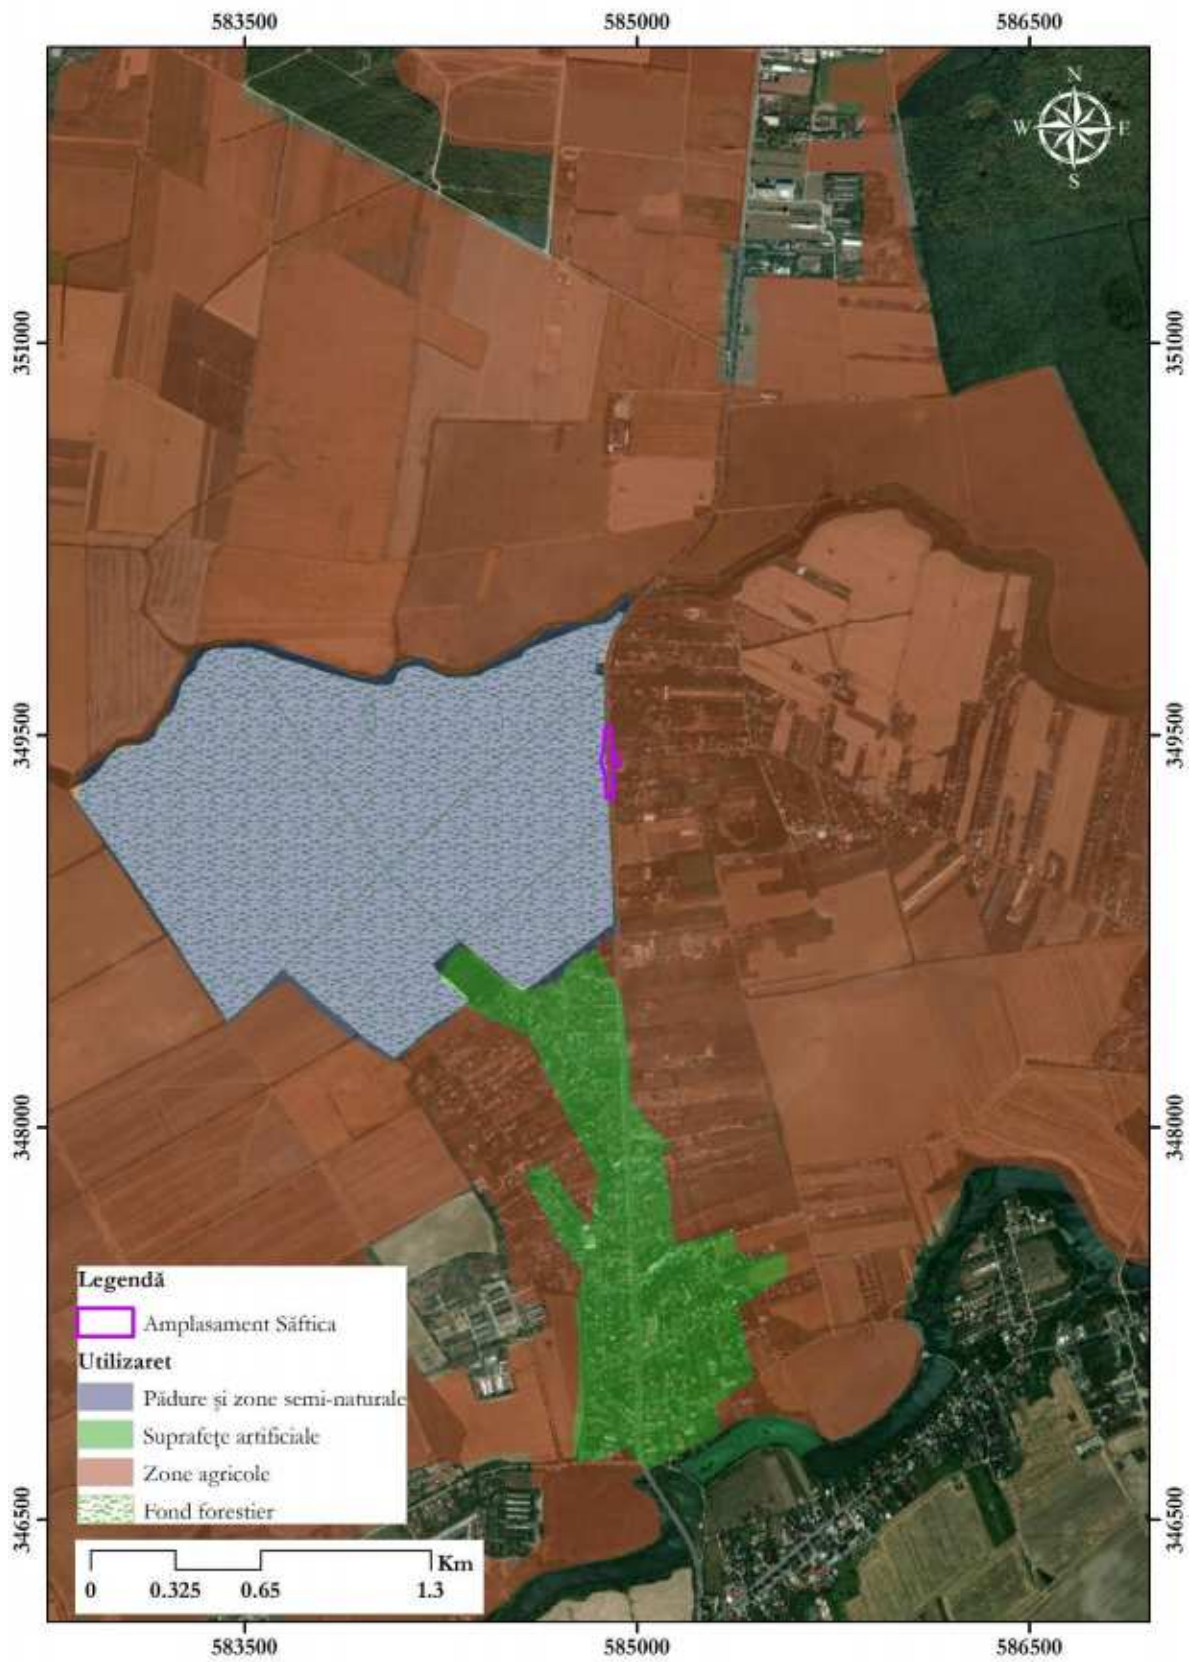 583500 585000 586500
N
W E
S
351000 351000
349500 349500
348000 348000
Legendă
Amplasament Săftica
Utilizaret
Pădure și zone semi-naturale
Suprafețe artificiale
Zone agricole
Fond forestier
346500 346500
Km
0 0.325 0.65 1.3
583500 585000 586500